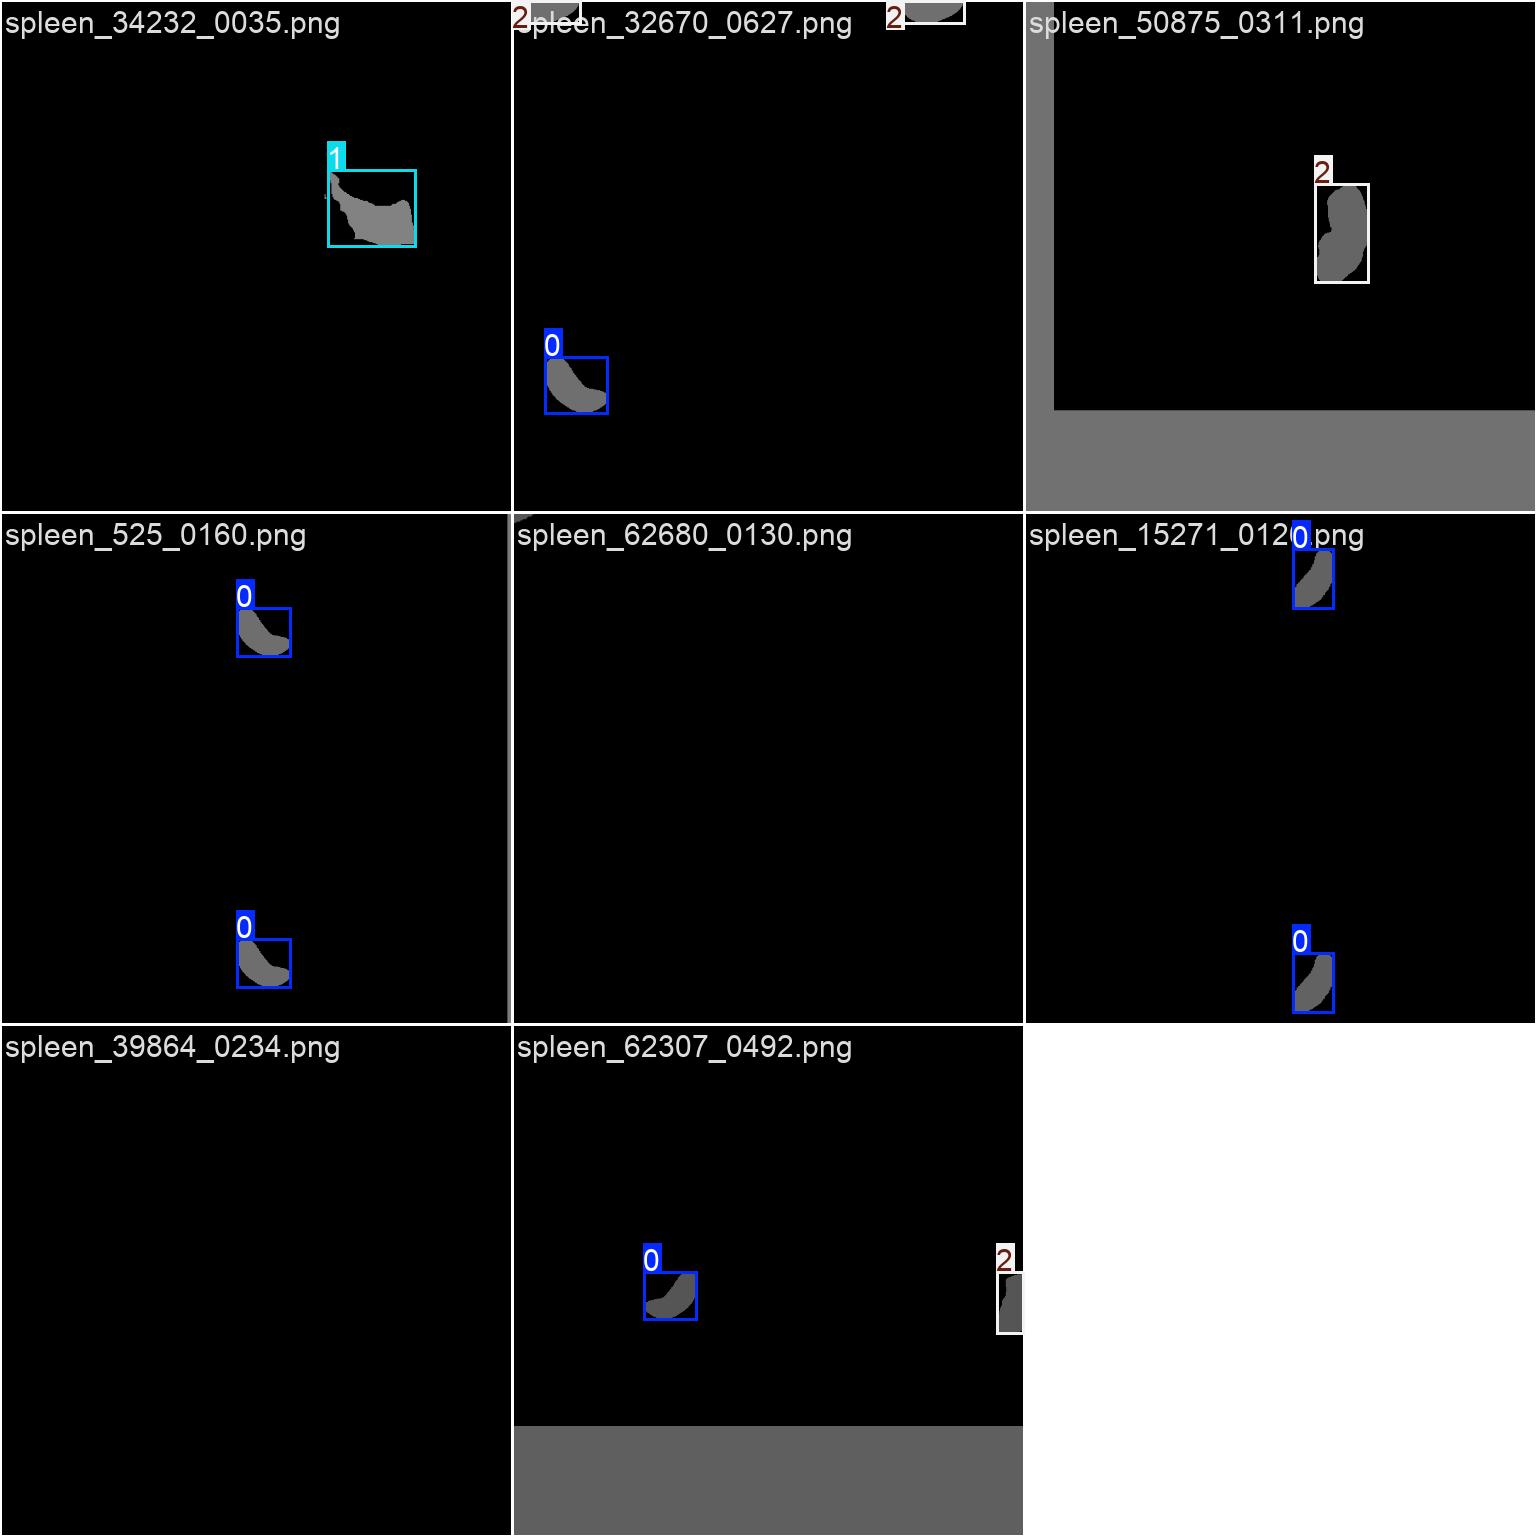 spleen_34232_0035.png
1
2
spleen_32670_0627.png
2
0
spleen_50875_0311.png
2
spleen_525_0160.png
0
0
spleen_62680_0130.png
spleen_15271_0120.png
0
0
spleen_39864_0234.png
spleen_62307_0492.png
0
2